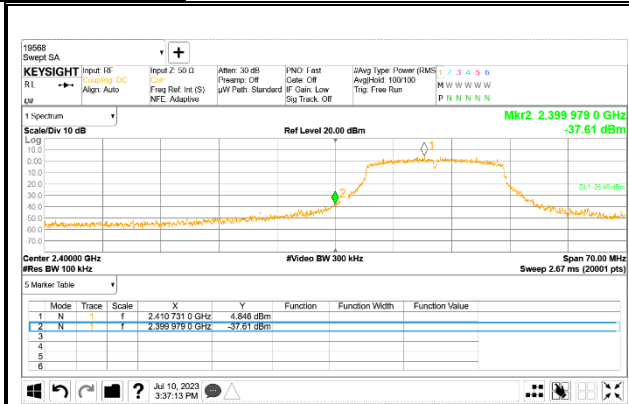 19568
Swept SA
KEYSIGHT Input: RF Input Z: 50 Ω Atten: 30 dB PNO: Fast #Avg Type: Power (RMS 1 2 3 4 5 6
R L Coupling: DC Corr Preamp: Off Gate: Off Avg|Hold: 100/100 M W W W W W
Align: Auto Freq Ref: Int (S) µW Path: Standard IF Gain: Low Trig: Free Run
NFE: Adaptive Sig Track: Off P N N N N N
1 Spectrum Mkr2 2.399 979 0 GHz
Scale/Div 10 dB Ref Level 20.00 dBm -37.61 dBm
Log
10.0
0.00
10.0
20.0
30.0
40.0
50.0
60.0
70.0
1
2
Center 2.40000 GHz #Video BW 300 kHz Span 70.00 MHz
#Res BW 100 kHz Sweep 2.67 ms (20001 pts)
5 Marker Table
Mode Trace Scale X Y Function Function Width Function Value
1 N 1 f 2.410 731 0 GHz 4.846 dBm
2 N 1 f 2.399 979 0 GHz -37.61 dBm
3
4
5
6
? Jul 10, 2023
3:37:13 PM